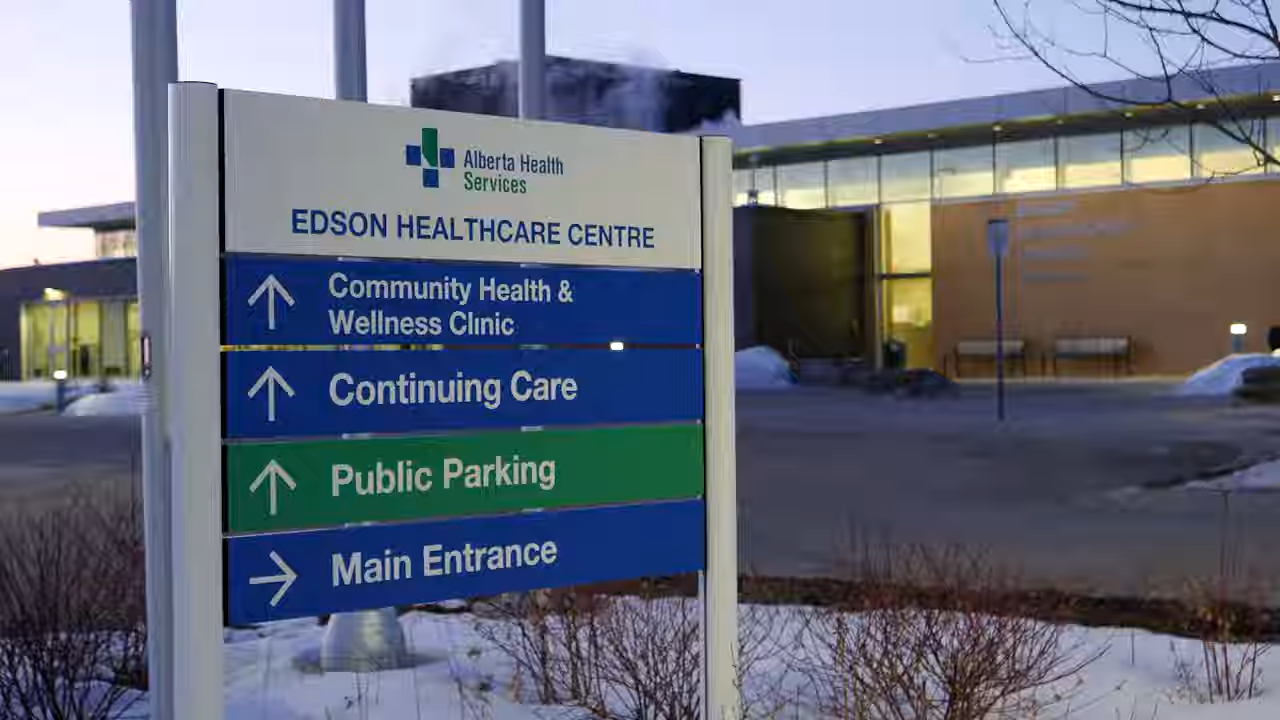 Alberta Health
Services
EDSON HEALTHCARE CENTRE
Community Health &
Wellness Clinic
Continuing Care
Public Parking
Main Entrance